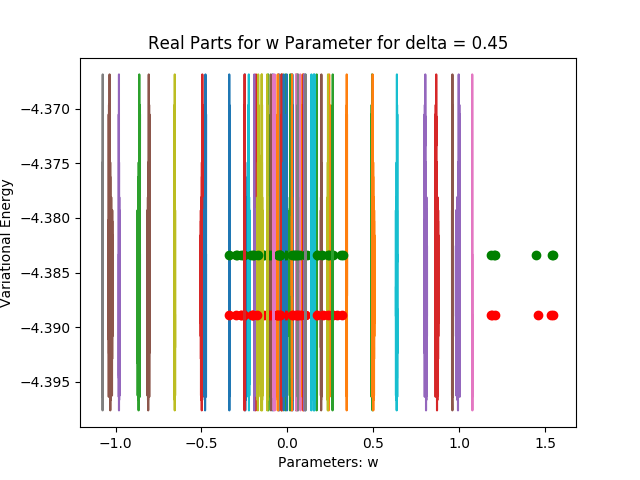 Real Parts for w Parameter for delta = 0.45
−4.370
−4.375
−4.380
−4.385
−4.390
−4.395
Variational Energy
−1.0 −0.5 0.0 0.5 1.0 1.5
Parameters: w